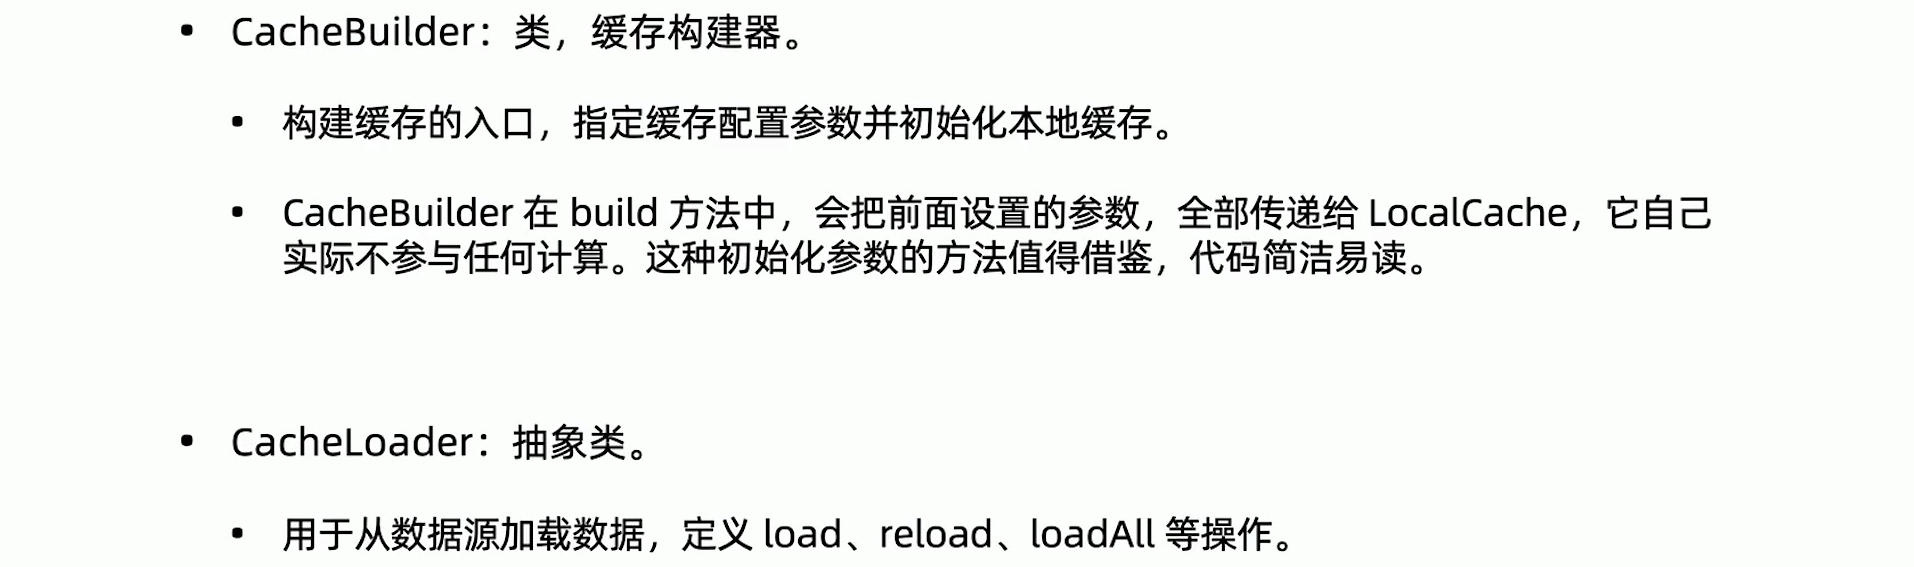 • CacheBuilder：类，缓存构建器。
• 构建缓存的入口，指定缓存配置参数并初始化本地缓存。
• CacheBuilder 在 build 方法中，会把前面设置的参数，全部传递给 LocalCache，它自己
实际不参与任何计算。这种初始化参数的方法值得借鉴，代码简洁易读。
• CacheLoader：抽象类。
• 用于从数据源加载数据，定义 load、reload、loadAll 等操作。